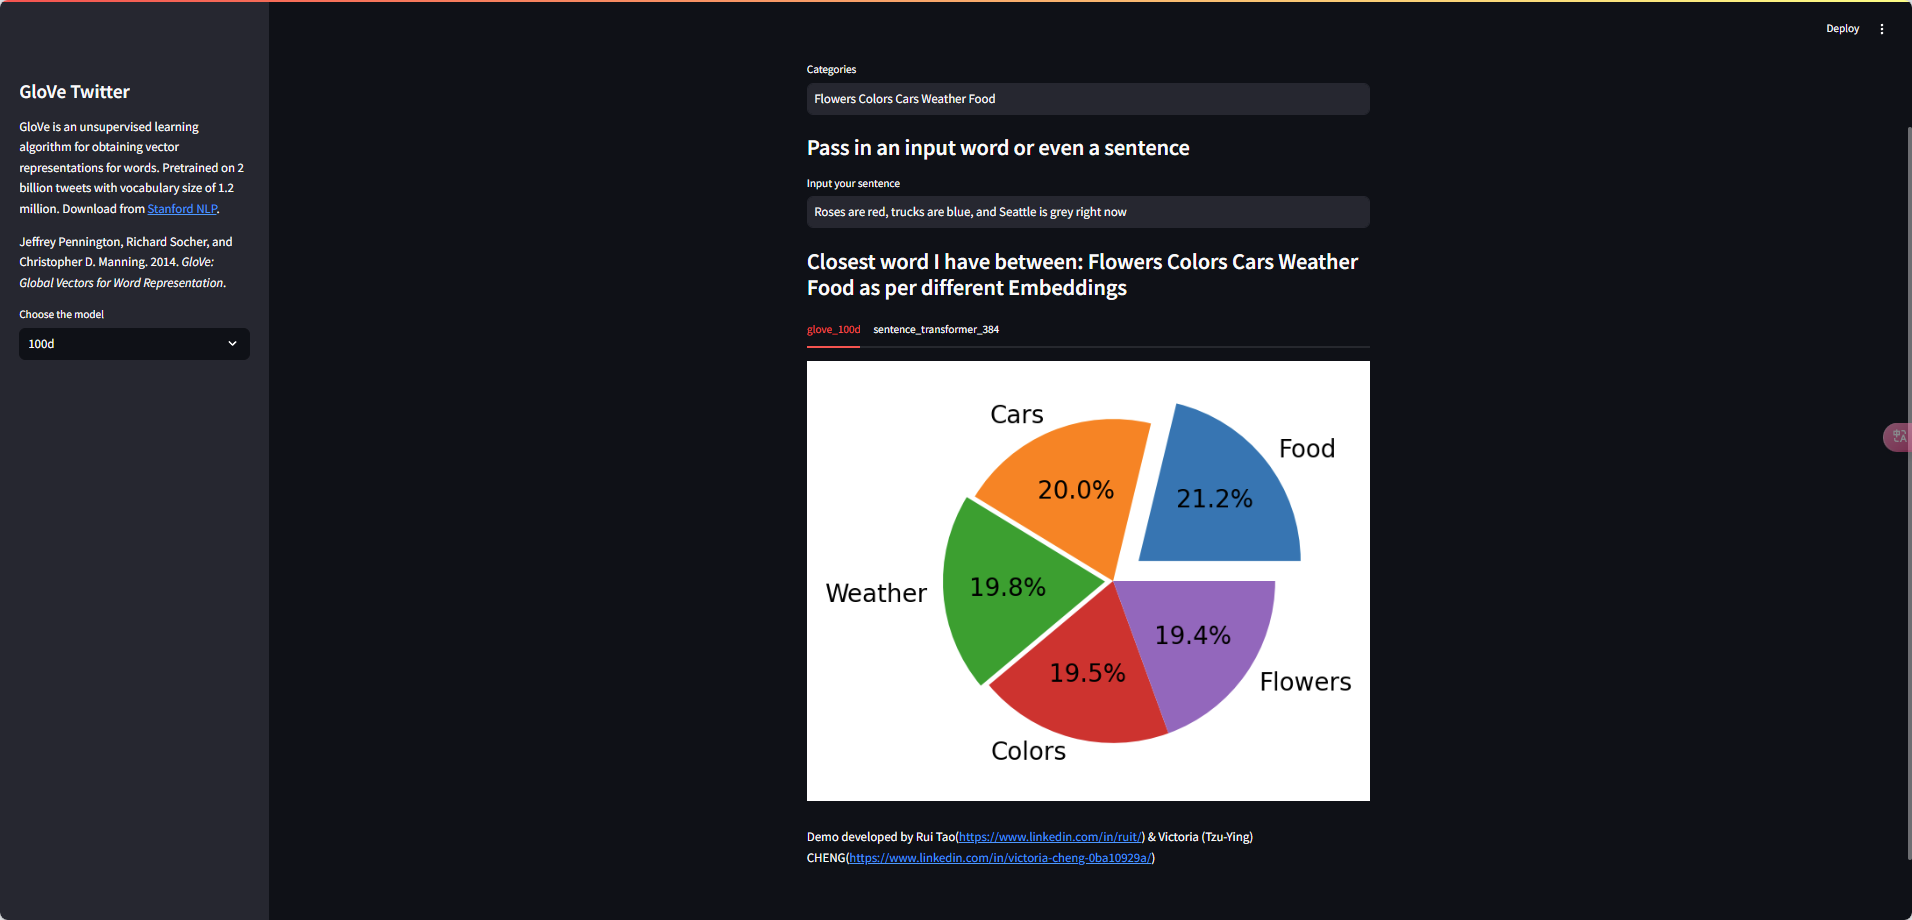 Deploy
GloVe Twitter
GloVe is an unsupervised learning
algorithm for obtaining vector
representations for words. Pretrained on 2
billion tweets with vocabulary size of 1.2
million. Download from Stanford NLP.
Jeffrey Pennington, Richard Socher, and
Christopher D. Manning. 2014. GloVe:
Global Vectors for Word Representation.
Choose the model
100d
Categories
Flowers Colors Cars Weather Food
Pass in an input word or even a sentence
Input your sentence
Roses are red, trucks are blue, and Seattle is grey right now
Closest word I have between: Flowers Colors Cars Weather
Food as per different Embeddings
glove_100d sentence_transformer_384
Cars
Food
20.0%
21.2%
Weather
19.8%
19.4%
19.5%
Flowers
Colors
Demo developed by Rui Tao(https://www.linkedin.com/in/ruit/) & Victoria (Tzu-Ying)
CHENG(https://www.linkedin.com/in/victoria-cheng-0ba10929a/)